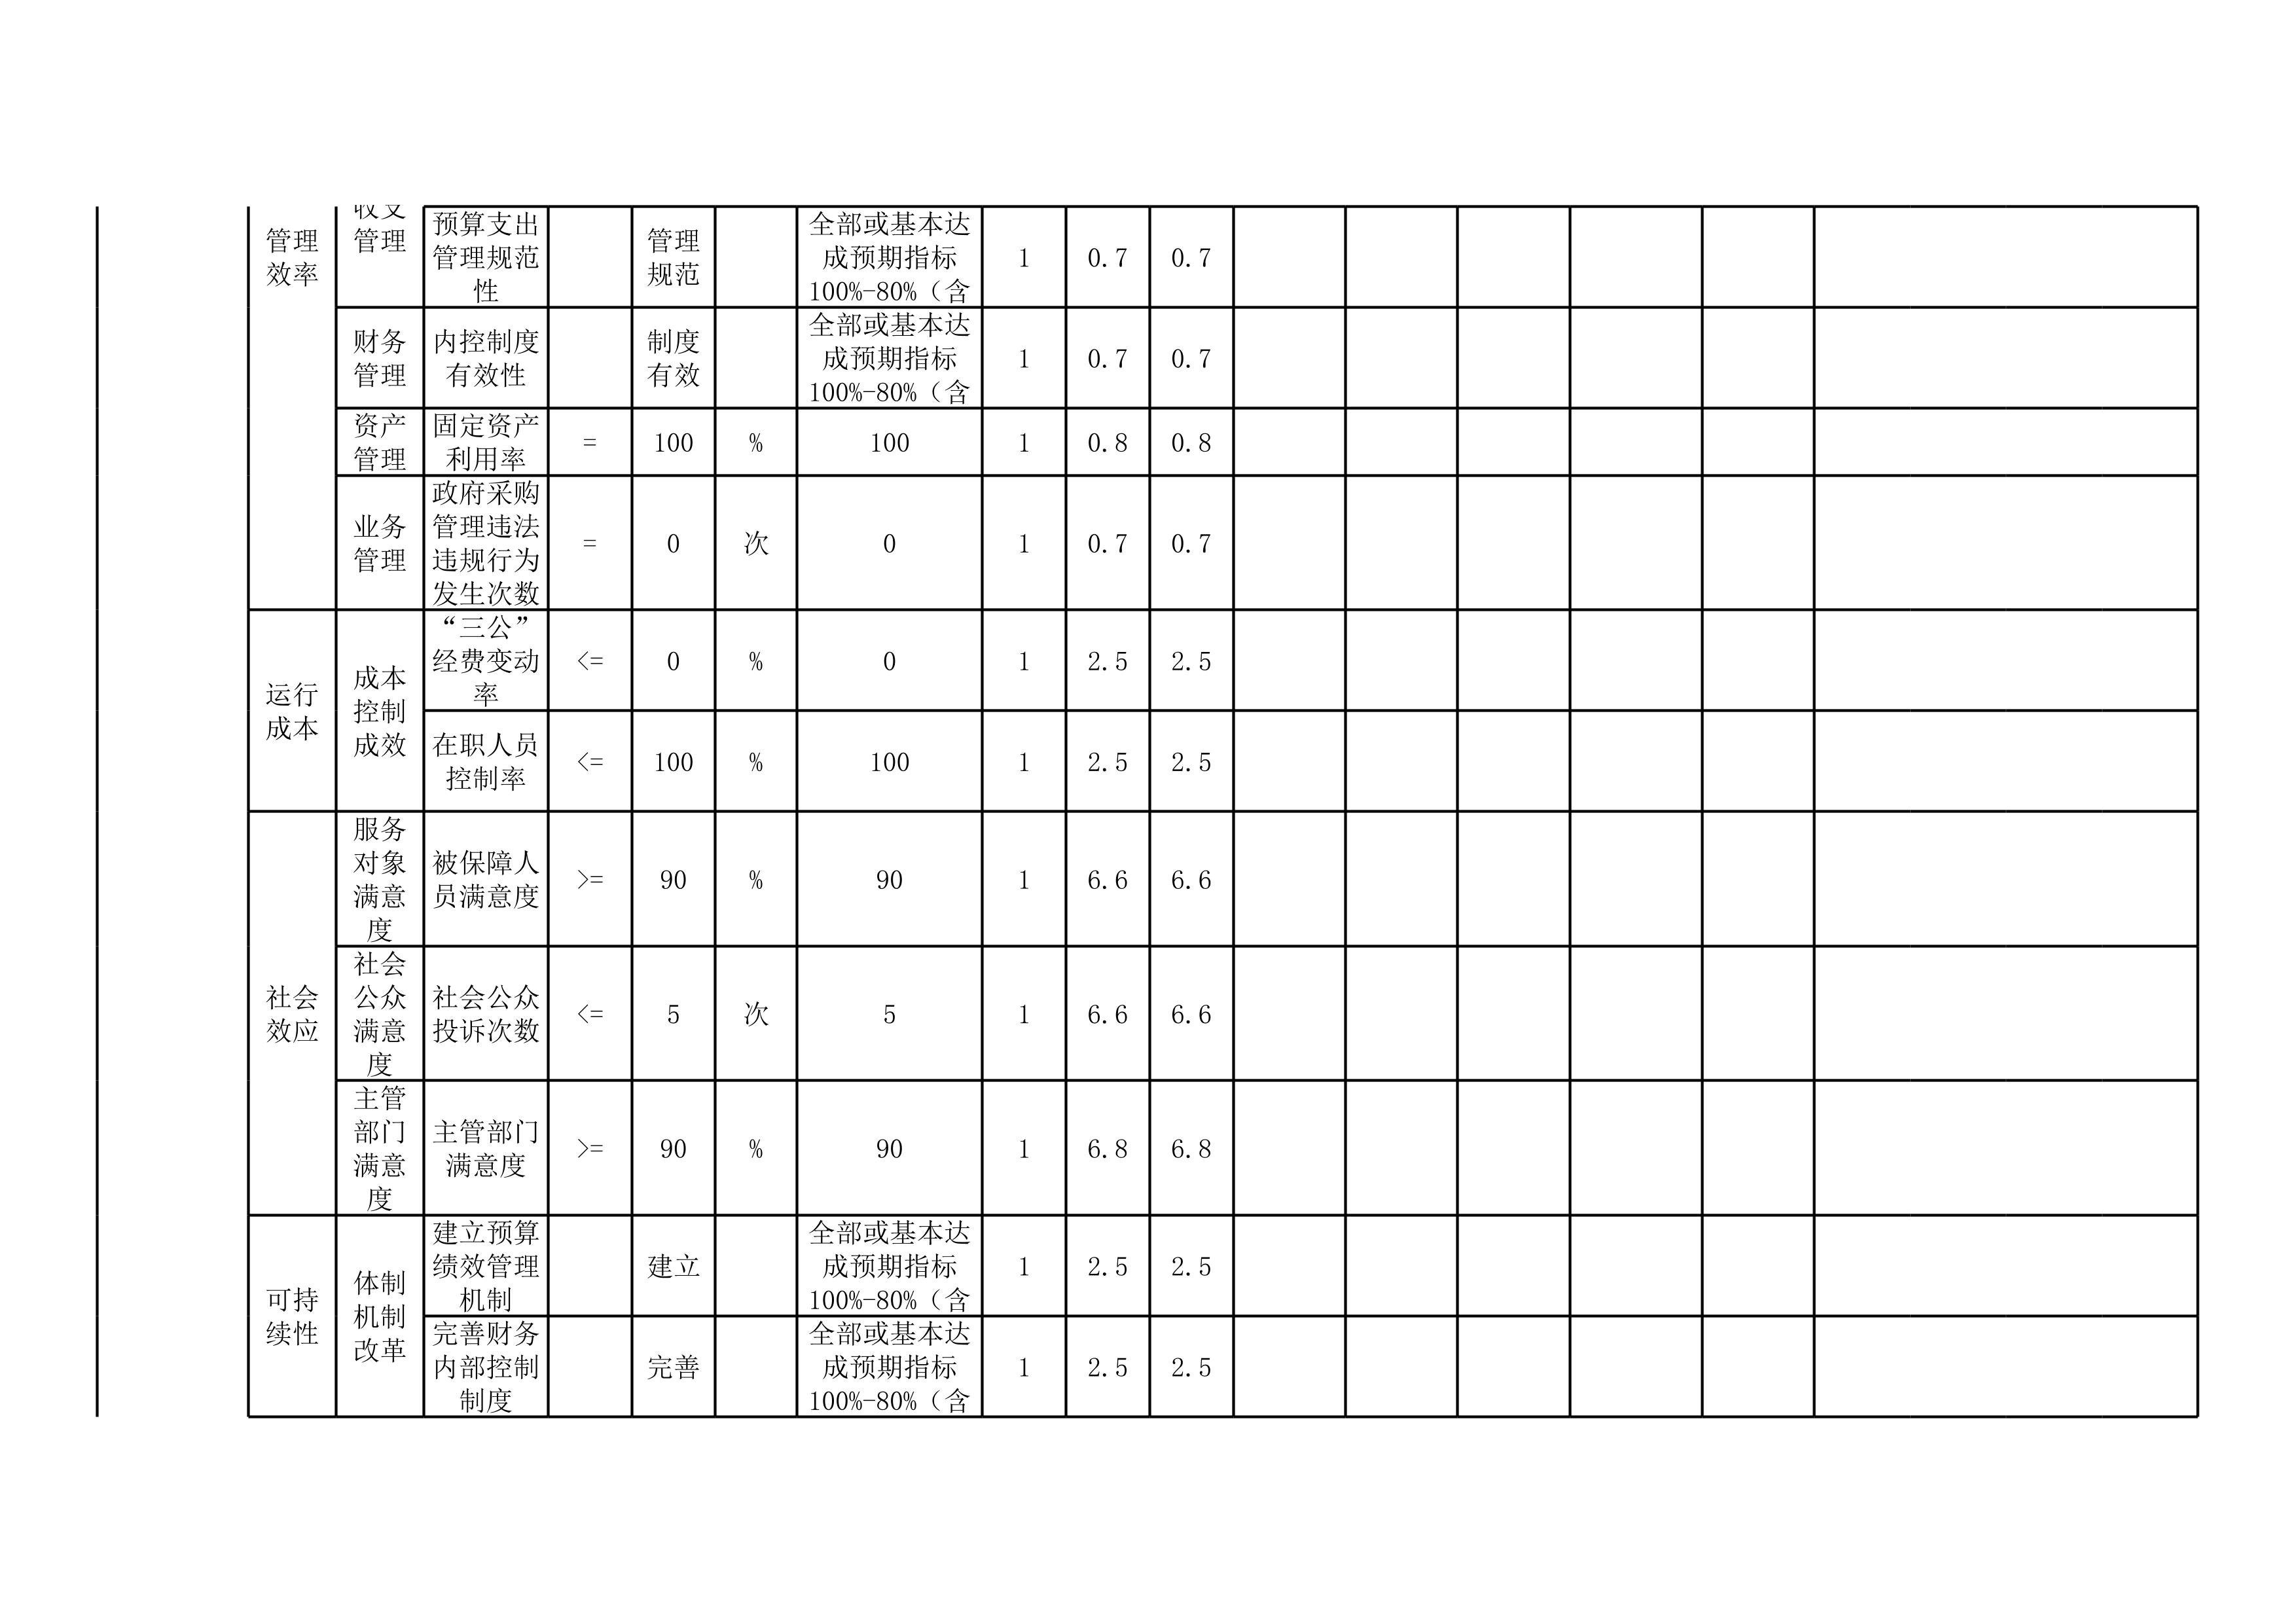 管理
效率
收支
管理
预算支出
管理规范
性
管理
规范
全部或基本达
成预期指标
100%-80%（含
1
0.7
0.7
财务
管理
内控制度
有效性
制度
有效
全部或基本达
成预期指标
100%-80%（含
1
0.7
0.7
资产
管理
固定资产
利用率
=
100
%
100
1
0.8
0.8
业务
管理
政府采购
管理违法
违规行为
发生次数
=
0
次
0
1
0.7
0.7
运行
成本
成本
控制
成效
“三公”
经费变动
率
<=
0
%
0
1
2.5
2.5
在职人员
控制率
<=
100
%
100
1
2.5
2.5
社会
效应
服务
对象
满意
度
被保障人
员满意度
>=
90
%
90
1
6.6
6.6
社会
公众
满意
度
社会公众
投诉次数
<=
5
次
5
1
6.6
6.6
主管
部门
满意
度
主管部门
满意度
>=
90
%
90
1
6.8
6.8
可持
续性
体制
机制
改革
建立预算
绩效管理
机制
建立
全部或基本达
成预期指标
100%-80%（含
1
2.5
2.5
完善财务
内部控制
制度
完善
全部或基本达
成预期指标
100%-80%（含
1
2.5
2.5